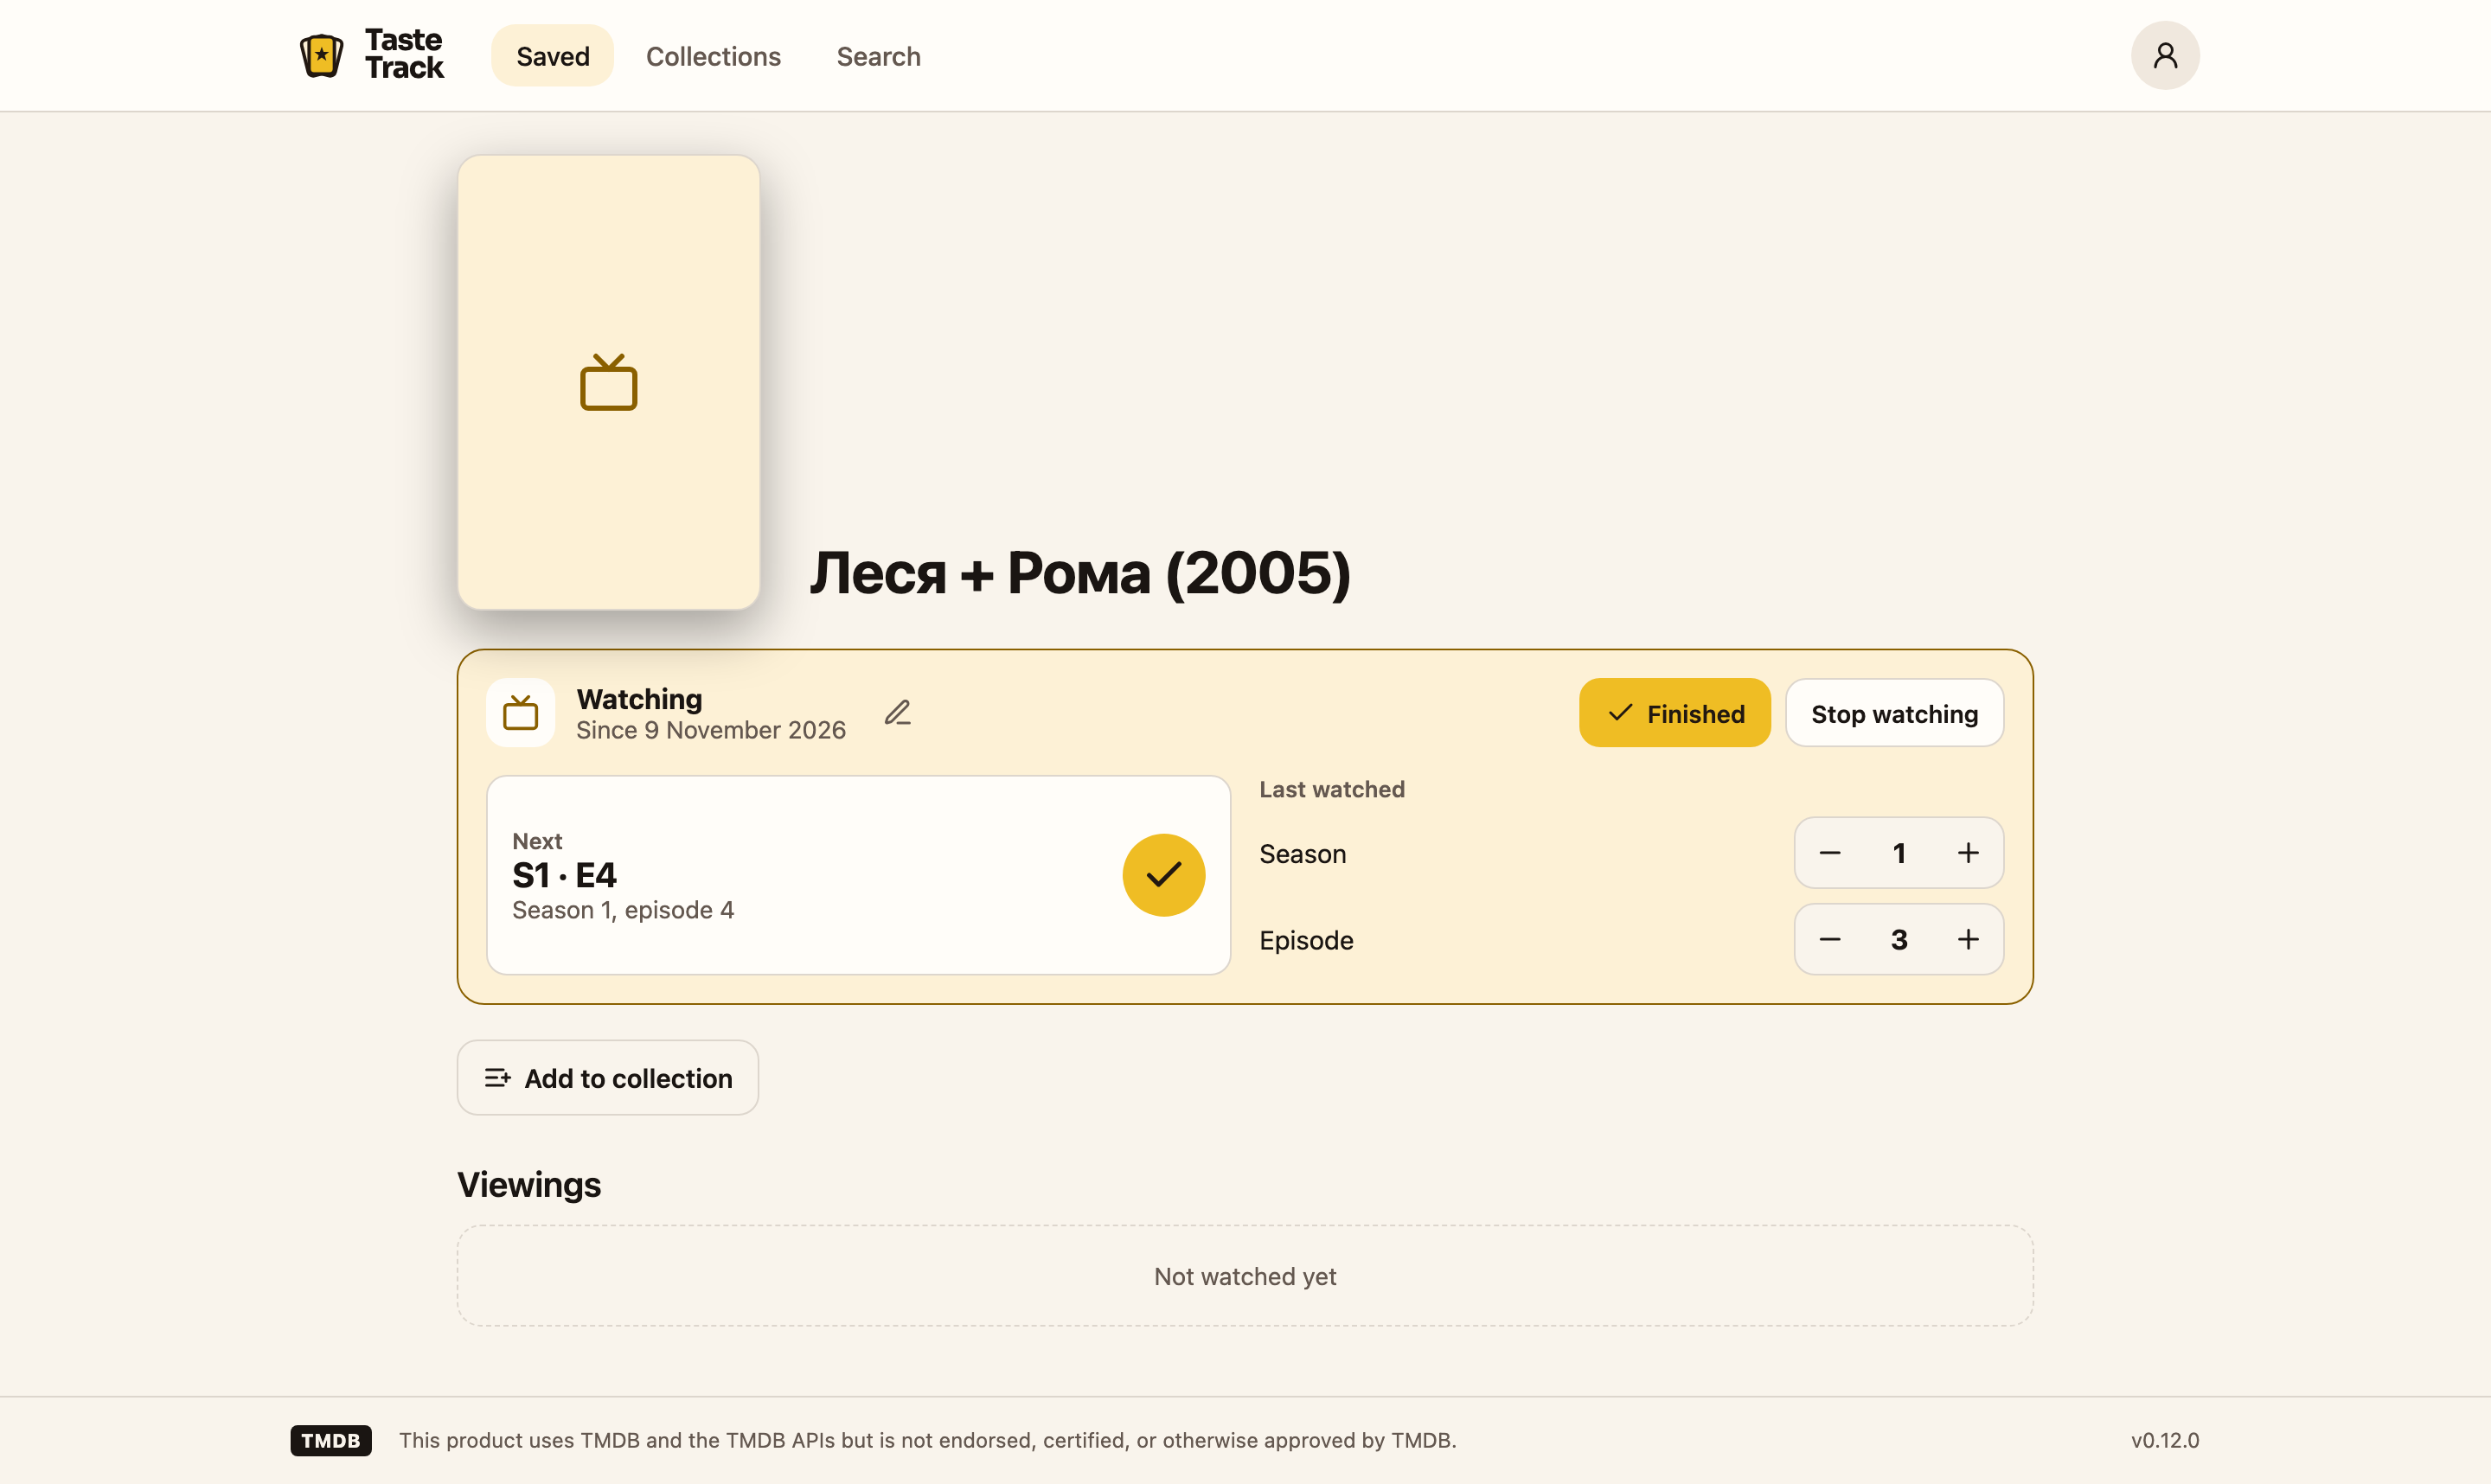 Taste
Track
Saved
Collections
Search
Леся + Рома (2005)
Watching
Since 9 November 2026
Finished
Stop watching
Next
S1 · E4
Season 1, episode 4
Last watched
Season
1
Episode
3
Add to collection
Viewings
Not watched yet
TMDB
This product uses TMDB and the TMDB APIs but is not endorsed, certified, or otherwise approved by TMDB.
v0.12.0